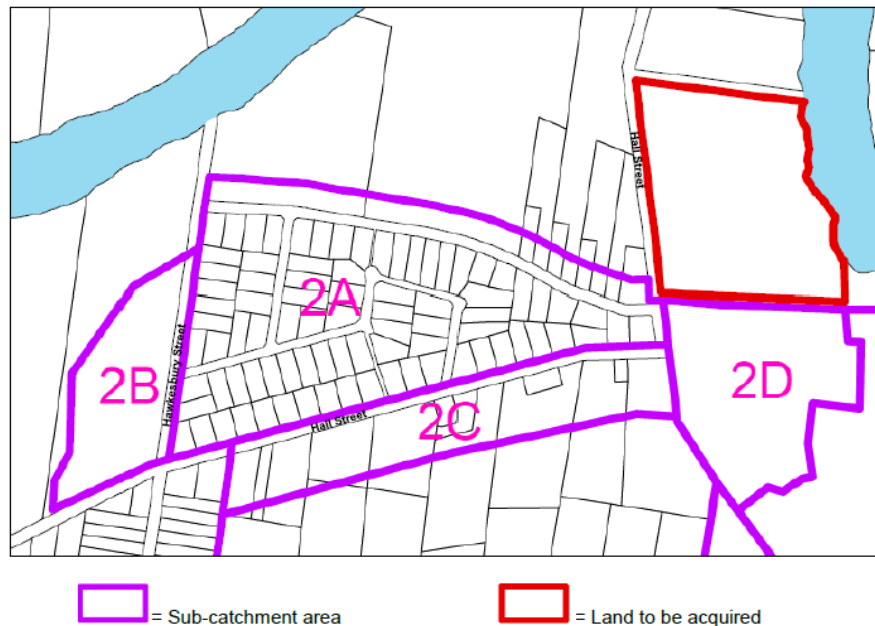 Hall Street
2A
2B
Hawkesbury Street
2D
Hall Street
2C
= Sub-catchment area
= Land to be acquired